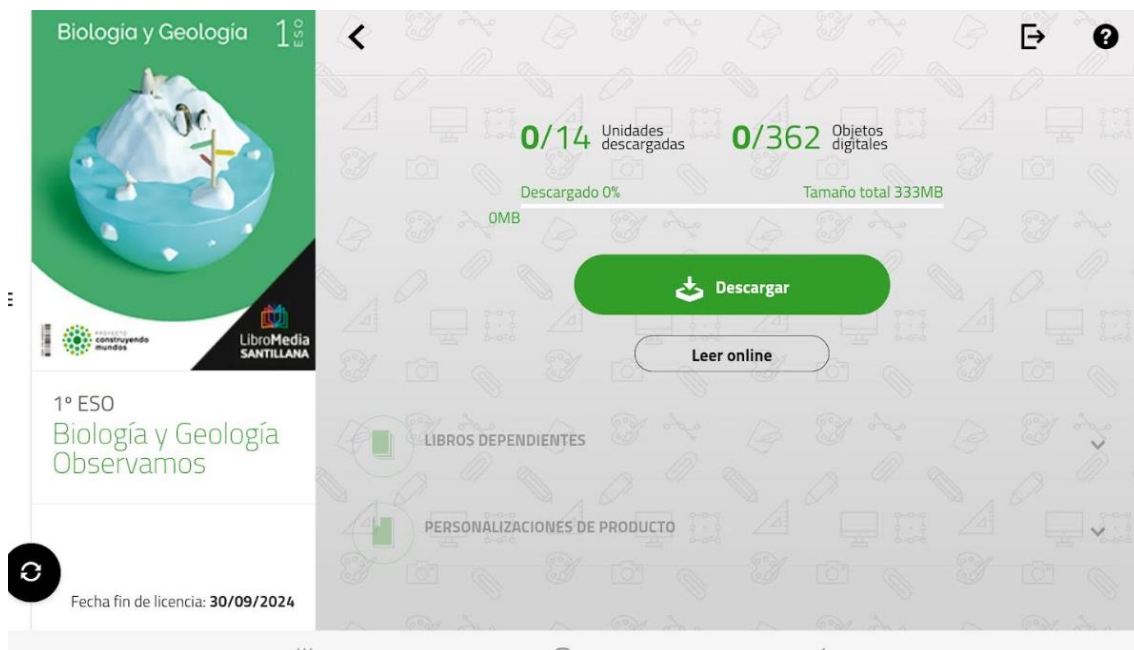 Biología y Geología 1º ESO
PROYECTO
construyendo
mundos
LibroMedia
SANTILLANA
1º ESO
Biología y Geología
Observamos
Fecha fin de licencia: 30/09/2024
0/14 Unidades descargadas 0/362 Objetos digitales
Descargado 0% Tamaño total 333MB
0MB
Descargar
Leer online
LIBROS DEPENDIENTES
PERSONALIZACIONES DE PRODUCTO